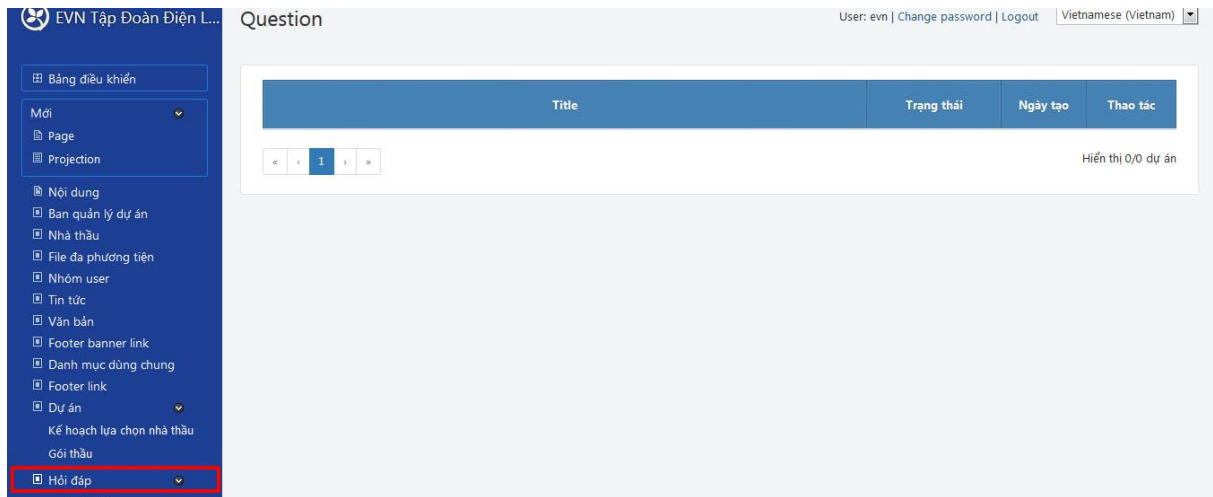 EVN Tập Đoàn Điện L...
Question
User: evn | Change password | Logout
Vietnamese (Vietnam)
Bảng điều khiển
Mới
Page
Projection
Nội dung
Ban quản lý dự án
Nhà thầu
File đa phương tiện
Nhóm user
Tin tức
Văn bản
Footer banner link
Danh mục dùng chung
Footer link
Dự án
Kế hoạch lựa chọn nhà thầu
Gói thầu
Hỏi đáp
Title Trạng thái Ngày tạo Thao tác
« ‹ 1 › »
Hiển thị 0/0 dự án